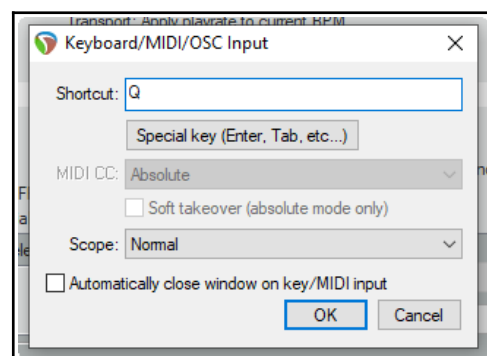 Transport: Apply playrate to current BPM
Keyboard/MIDI/OSC Input
Shortcut: Q
Special key (Enter, Tab, etc...)
MIDI CC: Absolute
Soft takeover (absolute mode only)
Scope: Normal
Automatically close window on key/MIDI input
OK Cancel